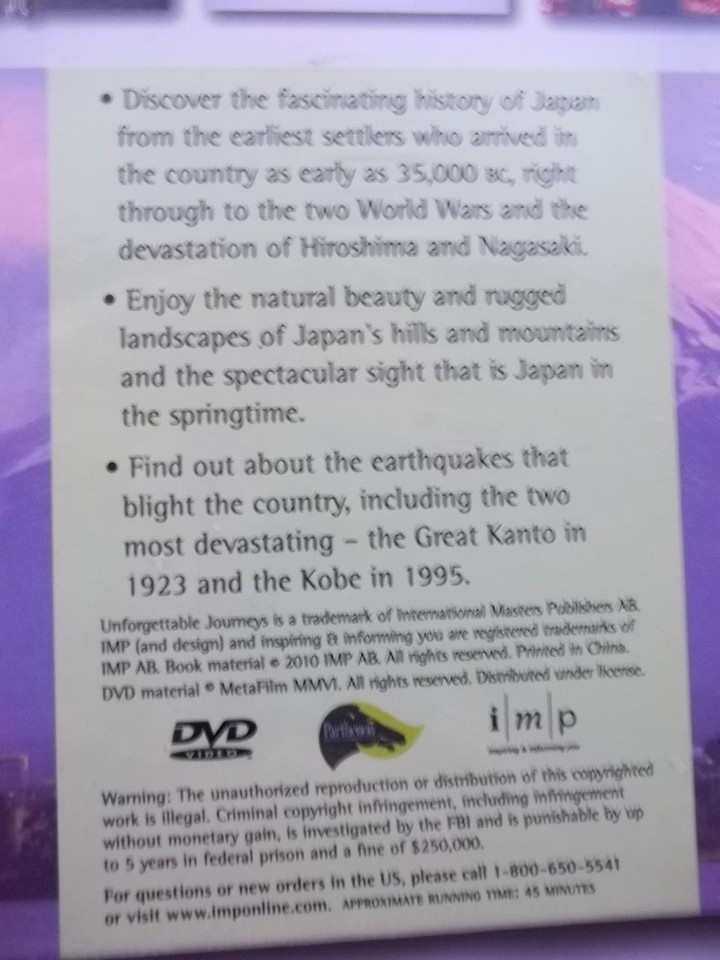 • Discover the fascinating history of Japan
from the earliest settlers who arrived in
the country as early as 35,000 BC, right
through to the two World Wars and the
devastation of Hiroshima and Nagasaki.
• Enjoy the natural beauty and rugged
landscapes of Japan's hills and mountains
and the spectacular sight that is Japan in
the springtime.
• Find out about the earthquakes that
blight the country, including the two
most devastating – the Great Kanto in
1923 and the Kobe in 1995.
Unforgettable Journeys is a trademark of International Masters Publishers AB.
IMP (and design) and inspiring & informing you are registered trademarks of
IMP AB. Book material © 2010 IMP AB. All rights reserved. Printed in China.
DVD material © MetaFilm MMVI. All rights reserved. Distributed under license.
DVD
VIDEO
Parthenon
i|m|p
inspiring & informing you
Warning: The unauthorized reproduction or distribution of this copyrighted
work is illegal. Criminal copyright infringement, including infringement
without monetary gain, is investigated by the FBI and is punishable by up
to 5 years in federal prison and a fine of $250,000.
For questions or new orders in the US, please call 1-800-650-5541
or visit www.imponline.com. APPROXIMATE RUNNING TIME: 45 MINUTES